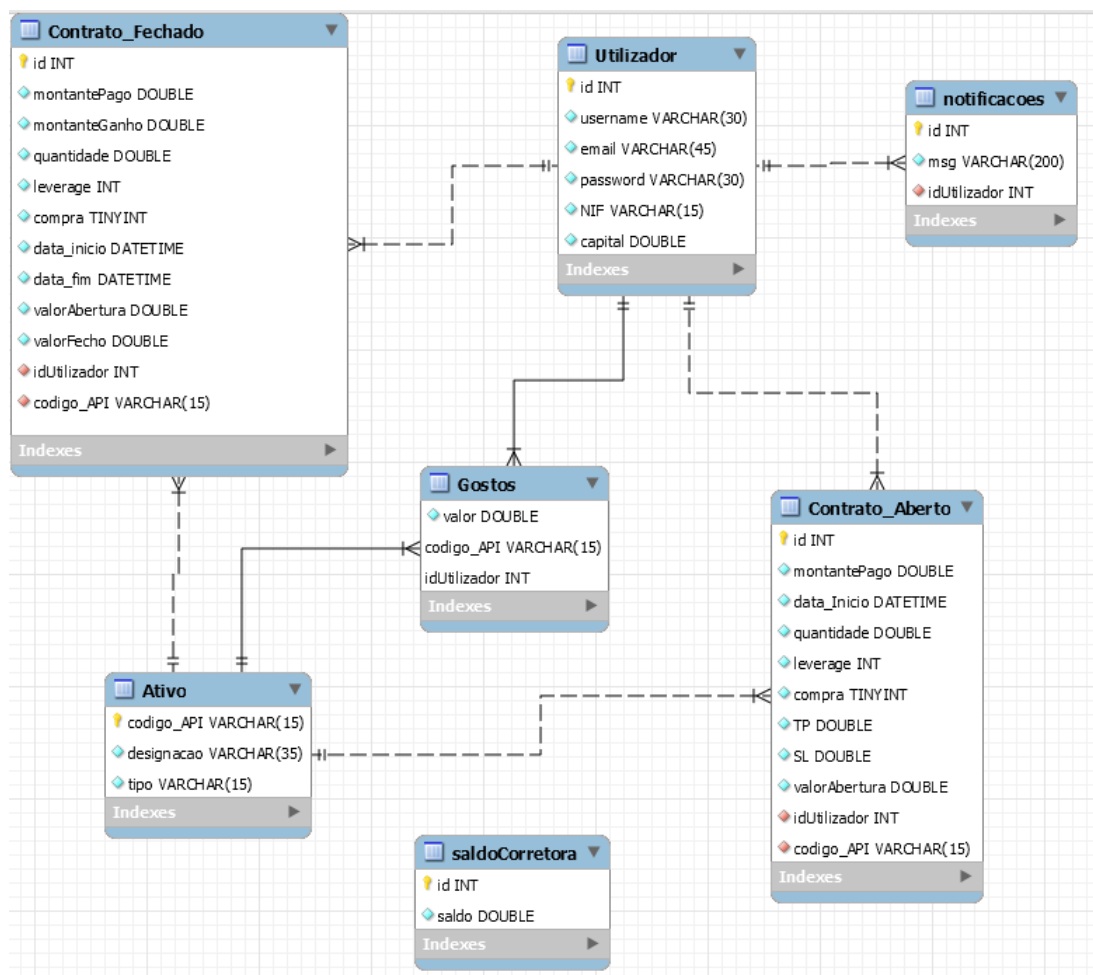 Contrato_Fechado
id INT
montantePago DOUBLE
montanteGanho DOUBLE
quantidade DOUBLE
leverage INT
compra TINYINT
data_inicio DATETIME
data_fim DATETIME
valorAbertura DOUBLE
valorFecho DOUBLE
idUtilizador INT
codigo_API VARCHAR(15)
Indexes
Utilizador
id INT
username VARCHAR(30)
email VARCHAR(45)
password VARCHAR(30)
NIF VARCHAR(15)
capital DOUBLE
Indexes
notificacoes
id INT
msg VARCHAR(200)
idUtilizador INT
Indexes
Gostos
valor DOUBLE
codigo_API VARCHAR(15)
idUtilizador INT
Indexes
Contrato_Aberto
id INT
montantePago DOUBLE
data_Inicio DATETIME
quantidade DOUBLE
leverage INT
compra TINYINT
TP DOUBLE
SL DOUBLE
valorAbertura DOUBLE
idUtilizador INT
codigo_API VARCHAR(15)
Indexes
Ativo
codigo_API VARCHAR(15)
designacao VARCHAR(35)
tipo VARCHAR(15)
Indexes
saldoCorretora
id INT
saldo DOUBLE
Indexes